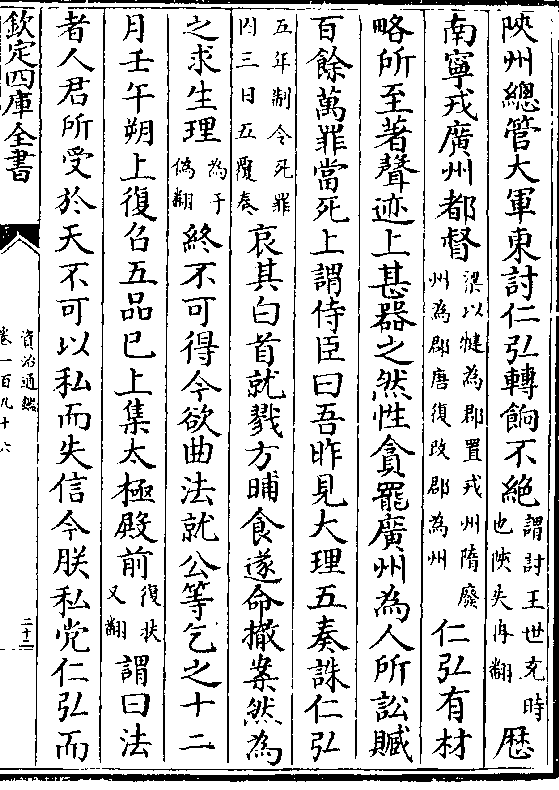 陜州總管大軍東討仁弘轉餉不絶謂討王世充時也陜失冉翻歴
南寧戎廣州都督梁以犍為郡置戎州隋廢州為郡唐復改郡為州仁弘有材
略所至著聲迹上甚器之然性貪罷廣州為人所訟贓
百餘萬罪當死上謂侍臣曰吾昨見大理五奏誅仁弘
五年制令死罪囚三日五覆奏哀其白首就戮方晡食遂命撤案然為
之求生理為于偽翻終不可得今欲曲法就公等乞之十二
月壬午朔上復召五品已上集太極殿前復扶又翻謂曰法
者人君所受於天不可以私而失信今朕私党仁弘而
欽定四庫全書
資治通鑑
卷一百九十六
二十三